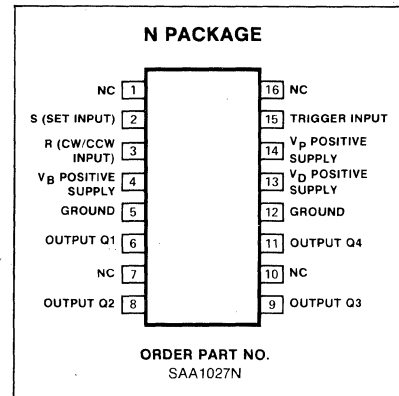 N PACKAGE
NC 1
16 NC
S (SET INPUT) 2
15 TRIGGER INPUT
R (CW/CCW
INPUT) 3
14 VP POSITIVE
SUPPLY
VB POSITIVE
SUPPLY 4
13 VD POSITIVE
SUPPLY
GROUND 5
12 GROUND
OUTPUT Q1 6
11 OUTPUT Q4
NC 7
10 NC
OUTPUT Q2 8
9 OUTPUT Q3
ORDER PART NO.
SAA1027N